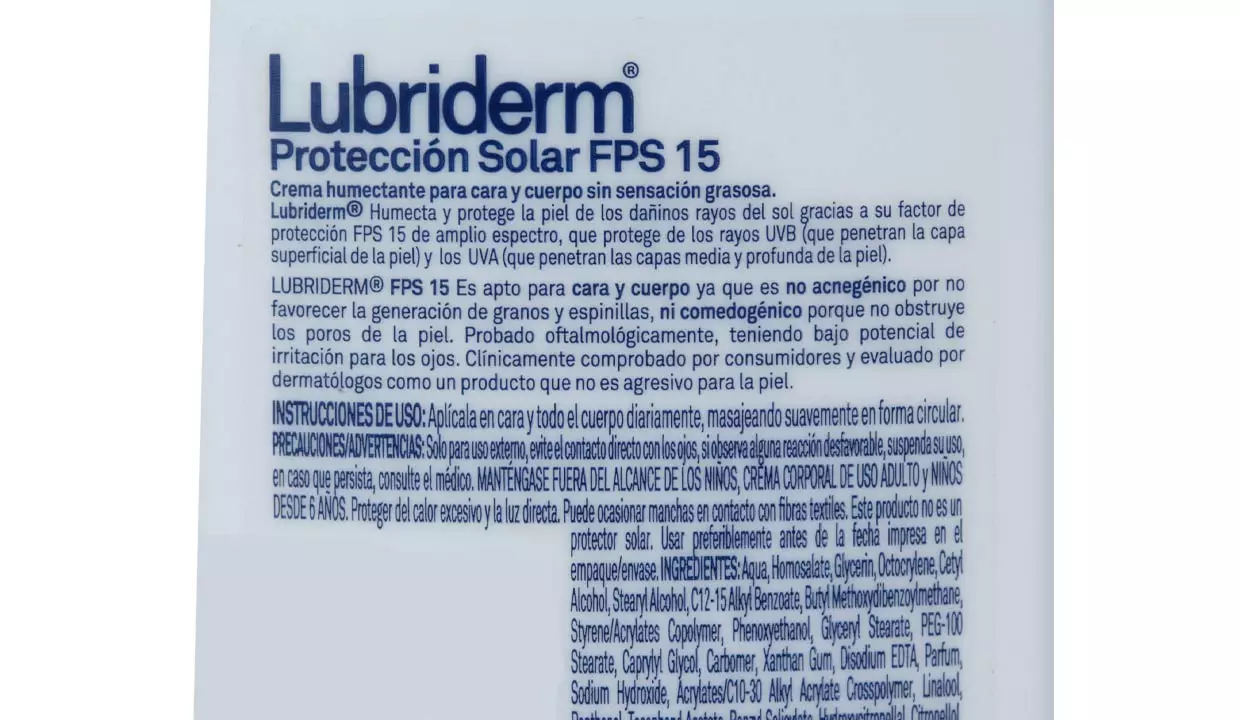 Lubriderm®
Protección Solar FPS 15
Crema humectante para cara y cuerpo sin sensación grasosa.
Lubriderm® Humecta y protege la piel de los dañinos rayos del sol gracias a su factor de
protección FPS 15 de amplio espectro, que protege de los rayos UVB (que penetran la capa
superficial de la piel) y los UVA (que penetran las capas media y profunda de la piel).
LUBRIDERM® FPS 15 Es apto para cara y cuerpo ya que es no acnegénico por no
favorecer la generación de granos y espinillas, ni comedogénico porque no obstruye
los poros de la piel. Probado oftalmológicamente, teniendo bajo potencial de
irritación para los ojos. Clínicamente comprobado por consumidores y evaluado por
dermatólogos como un producto que no es agresivo para la piel.
INSTRUCCIONES DE USO: Aplícala en cara y todo el cuerpo diariamente, masajeando suavemente en forma circular.
PRECAUCIONES/ADVERTENCIAS: Solo para uso externo, evite el contacto directo con los ojos, si observa alguna reacción desfavorable, suspenda su uso,
en caso que persista, consulte el médico. MANTÉNGASE FUERA DEL ALCANCE DE LOS NIÑOS, CREMA CORPORAL DE USO ADULTO y NIÑOS
DESDE 6 AÑOS. Proteger del calor excesivo y la luz directa. Puede ocasionar manchas en contacto con fibras textiles. Este producto no es un
protector solar. Usar preferiblemente antes de la fecha impresa en el
empaque/envase. INGREDIENTES: Aqua, Homosalate, Glycerin, Octocrylene, Cetyl
Alcohol, Stearyl Alcohol, C12-15 Alkyl Benzoate, Butyl Methoxydibenzoylmethane,
Styrene/Acrylates Copolymer, Phenoxyethanol, Glyceryl Stearate, PEG-100
Stearate, Caprylyl Glycol, Carbomer, Xanthan Gum, Disodium EDTA, Parfum,
Sodium Hydroxide, Acrylates/C10-30 Alkyl Acrylate Crosspolymer, Linalool,
Panthenol, Tocopheryl Acetate, Benzyl Salicylate, Hydroxycitronellal, Citronellol,